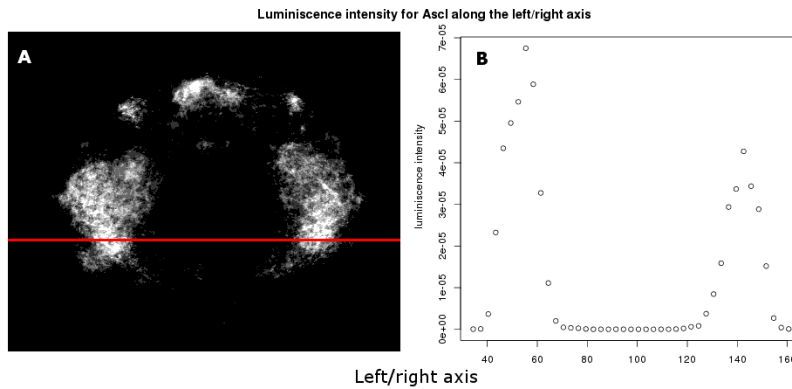 Luminiscence intensity for Ascl along the left/right axis
A
B
luminiscence intensity
7e-05
6e-05
5e-05
4e-05
3e-05
2e-05
1e-05
0e+00
40 60 80 100 120 140 160
Left/right axis